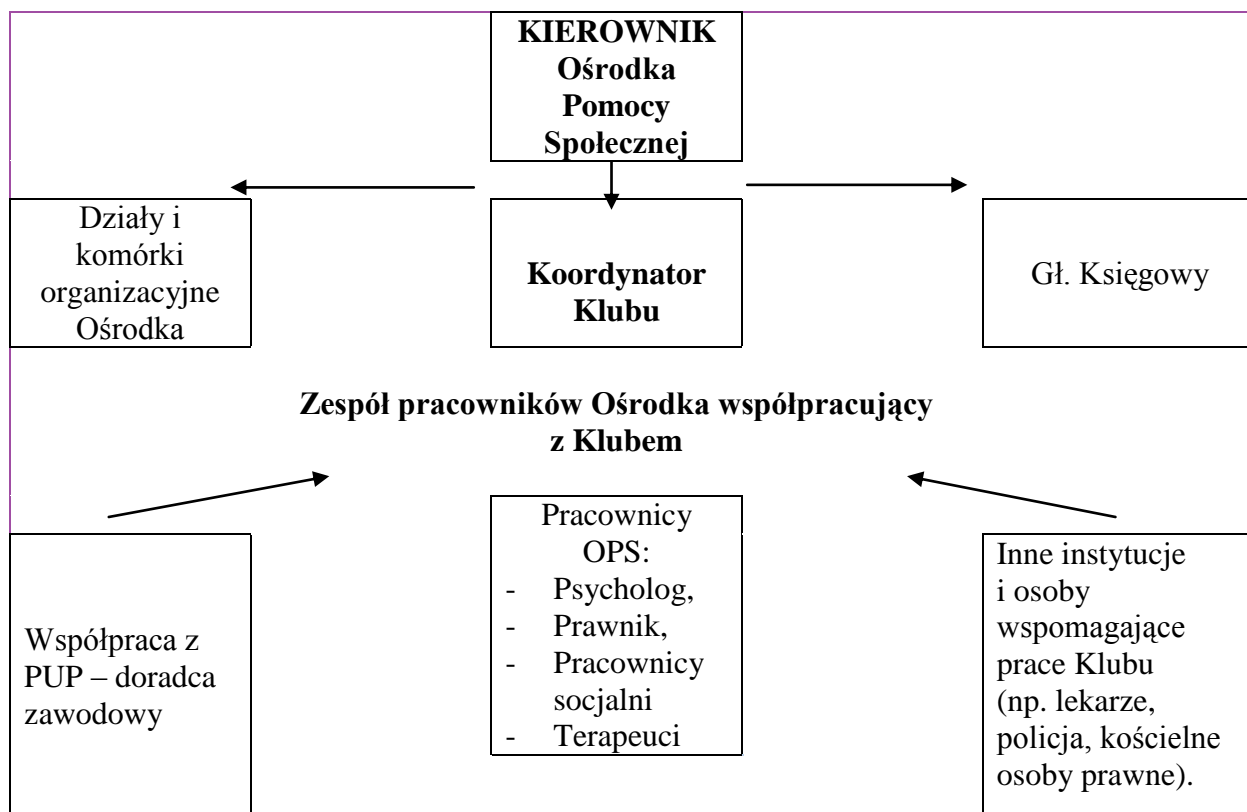 KIEROWNIK
Ośrodka
Pomocy
Społecznej
Działy i
komórki
organizacyjne
Ośrodka
Koordynator
Klubu
Gł. Księgowy
Zespół pracowników Ośrodka współpracujący
z Klubem
Współpraca z
PUP – doradca
zawodowy
Pracownicy
OPS:
- Psycholog,
- Prawnik,
- Pracownicy
socjalni
- Terapeuci
Inne instytucje
i osoby
wspomagające
prace Klubu
(np. lekarze,
policja, kościelne
osoby prawne).